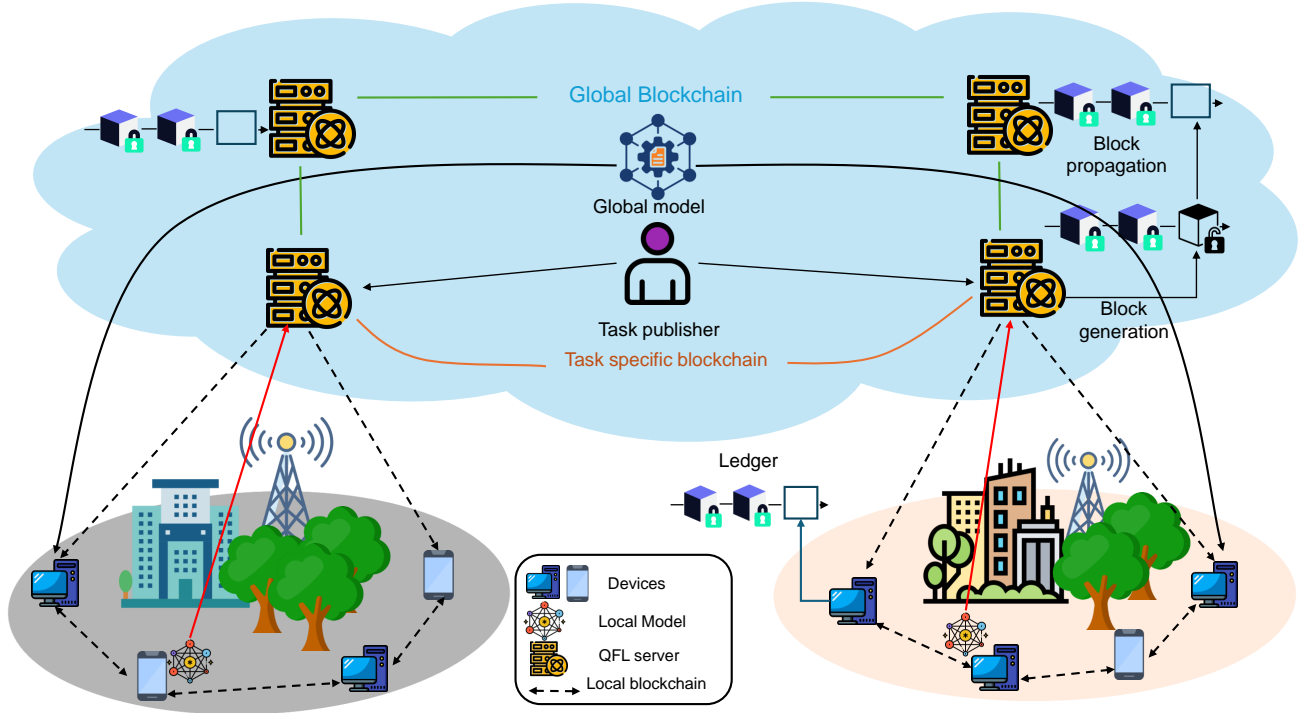 Global Blockchain
Block
propagation
Global model
Task publisher
Block
generation
Task specific blockchain
Ledger
Devices
Local Model
QFL server
Local blockchain